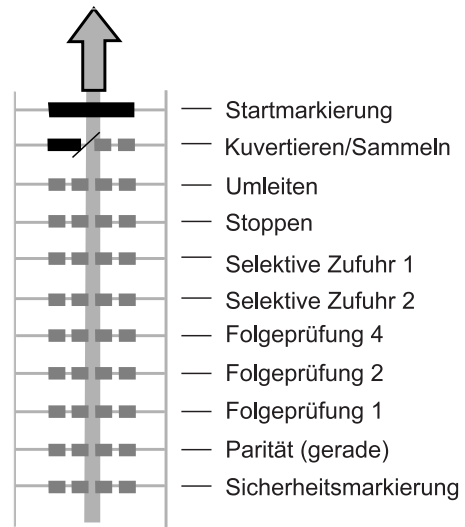 Startmarkierung
Kuvertieren/Sammeln
Umleiten
Stoppen
Selektive Zufuhr 1
Selektive Zufuhr 2
Folgeprüfung 4
Folgeprüfung 2
Folgeprüfung 1
Parität (gerade)
Sicherheitsmarkierung